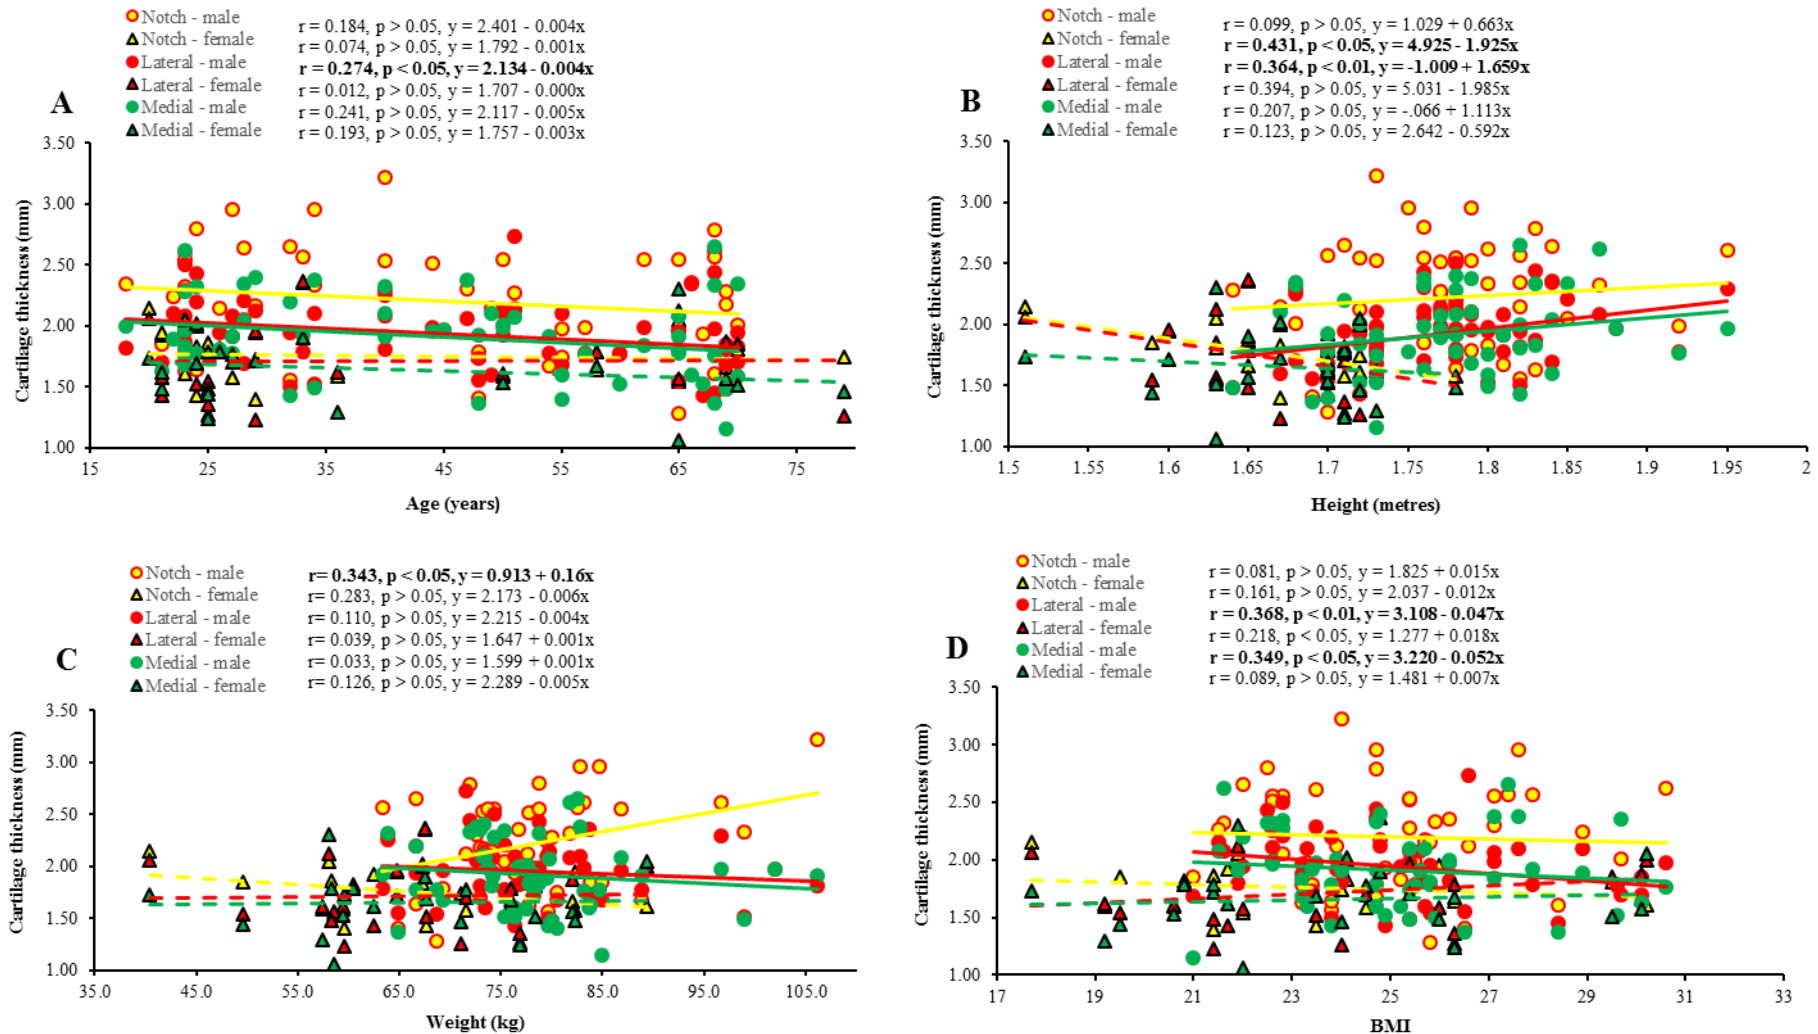 Notch - male
Notch - female
Lateral - male
Lateral - female
Medial - male
Medial - female
r = 0.184, p > 0.05, y = 2.401 - 0.004x
r = 0.074, p > 0.05, y = 1.792 - 0.001x
r = 0.274, p < 0.05, y = 2.134 - 0.004x
r = 0.012, p > 0.05, y = 1.707 - 0.000x
r = 0.241, p > 0.05, y = 2.117 - 0.005x
r = 0.193, p > 0.05, y = 1.757 - 0.003x
A
Cartilage thickness (mm)
3.50
3.00
2.50
2.00
1.50
1.00
15 25 35 45 55 65 75
Age (years)
Notch - male
Notch - female
Lateral - male
Lateral - female
Medial - male
Medial - female
r = 0.099, p > 0.05, y = 1.029 + 0.663x
r = 0.431, p < 0.05, y = 4.925 - 1.925x
r = 0.364, p < 0.01, y = -1.009 + 1.659x
r = 0.394, p > 0.05, y = 5.031 - 1.985x
r = 0.207, p > 0.05, y = -.066 + 1.113x
r = 0.123, p > 0.05, y = 2.642 - 0.592x
B
Cartilage thickness (mm)
3.50
3.00
2.50
2.00
1.50
1.00
1.5 1.55 1.6 1.65 1.7 1.75 1.8 1.85 1.9 1.95 2
Height (metres)
Notch - male
Notch - female
Lateral - male
Lateral - female
Medial - male
Medial - female
r= 0.343, p < 0.05, y = 0.913 + 0.16x
r= 0.283, p > 0.05, y = 2.173 - 0.006x
r= 0.110, p > 0.05, y = 2.215 - 0.004x
r= 0.039, p > 0.05, y = 1.647 + 0.001x
r= 0.033, p > 0.05, y = 1.599 + 0.001x
r= 0.126, p > 0.05, y = 2.289 - 0.005x
C
Cartilage thickness (mm)
3.50
3.00
2.50
2.00
1.50
1.00
35.0 45.0 55.0 65.0 75.0 85.0 95.0 105.0
Weight (kg)
Notch - male
Notch - female
Lateral - male
Lateral - female
Medial - male
Medial - female
r = 0.081, p > 0.05, y = 1.825 + 0.015x
r = 0.161, p > 0.05, y = 2.037 - 0.012x
r = 0.368, p < 0.01, y = 3.108 - 0.047x
r = 0.218, p < 0.05, y = 1.277 + 0.018x
r = 0.349, p < 0.05, y = 3.220 - 0.052x
r = 0.089, p > 0.05, y = 1.481 + 0.007x
D
Cartilage thickness (mm)
3.50
3.00
2.50
2.00
1.50
1.00
17 19 21 23 25 27 29 31 33
BMI